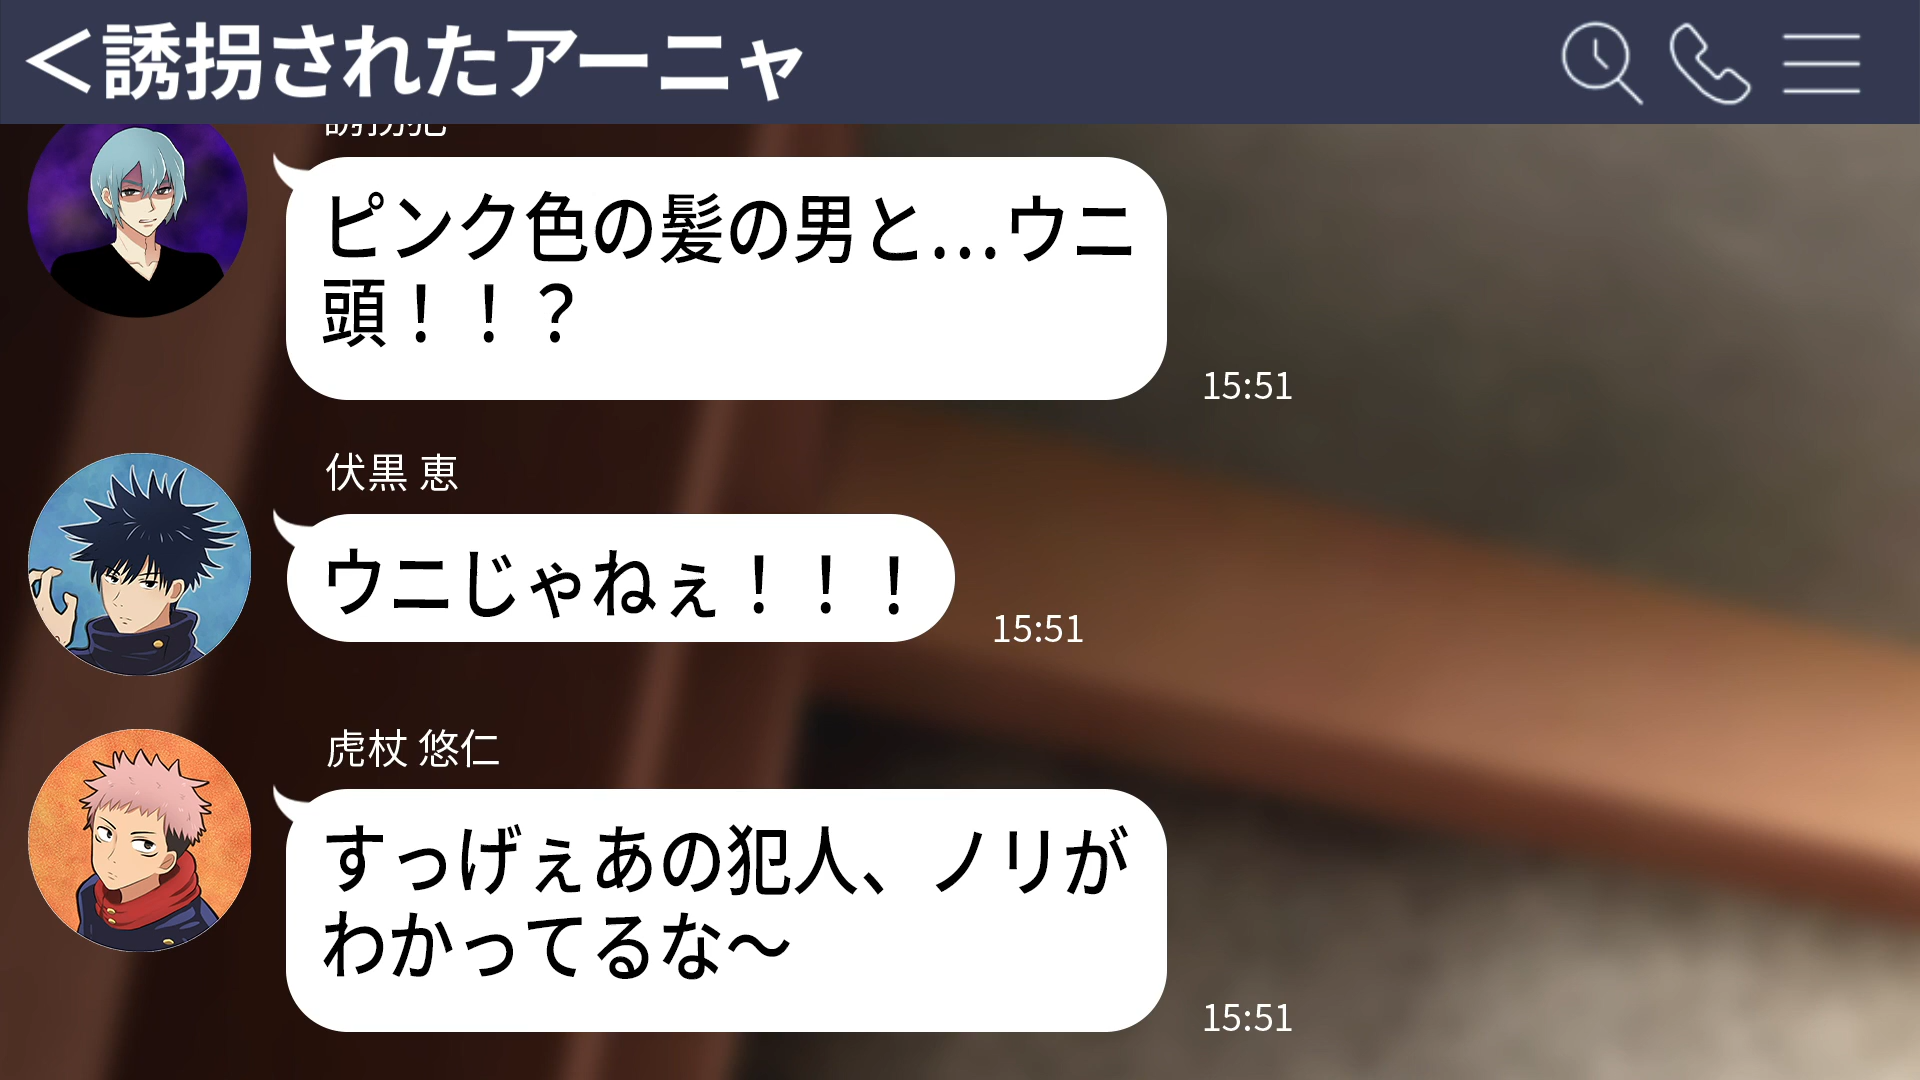 ＜誘拐されたアーニャ
誘拐犯
ピンク色の髪の男と…ウニ
頭！！？
15:51
伏黒 恵
ウニじゃねぇ！！！
15:51
虎杖 悠仁
すっげぇあの犯人、ノリが
わかってるな〜
15:51